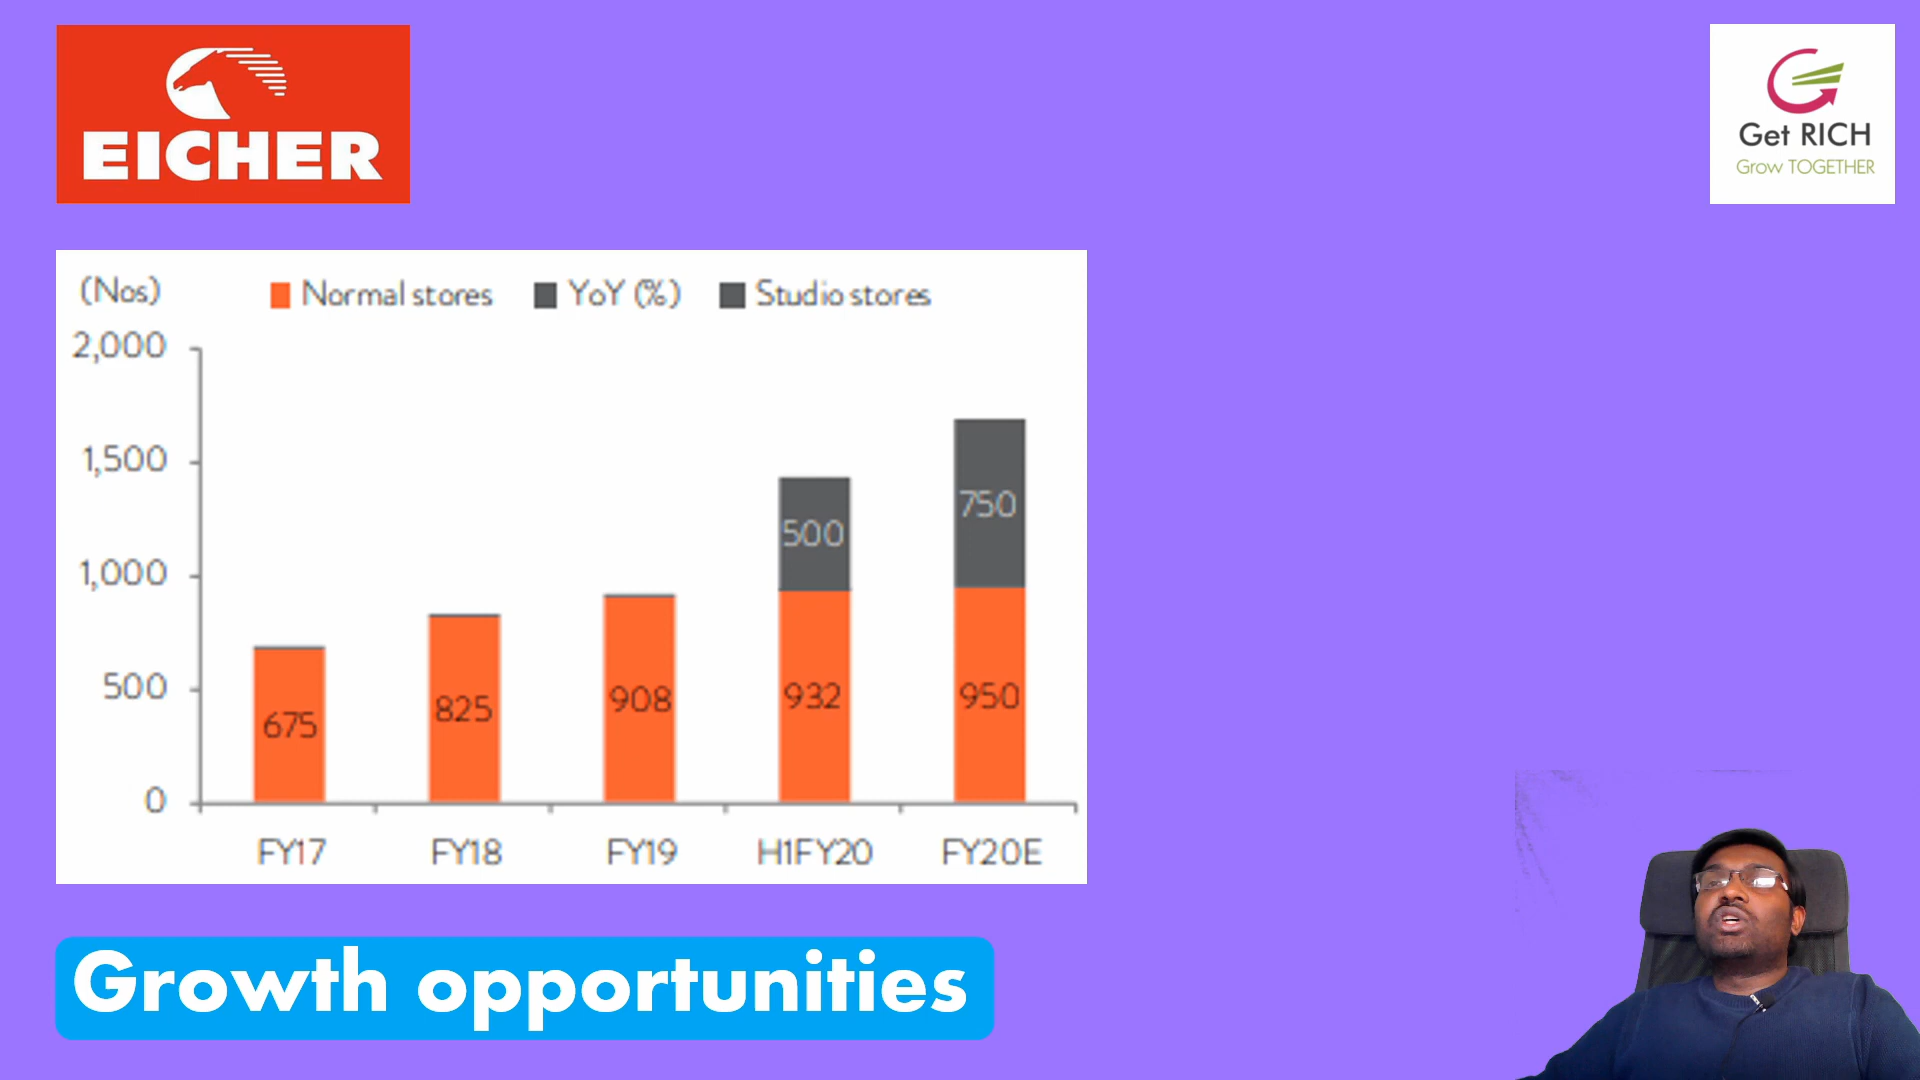 EICHER
Get RICH
Grow TOGETHER
(Nos)
Normal stores
YoY (%)
Studio stores
2,000
1,500
1,000
500
0
675
825
908
932
500
950
750
FY17
FY18
FY19
H1FY20
FY20E
Growth opportunities